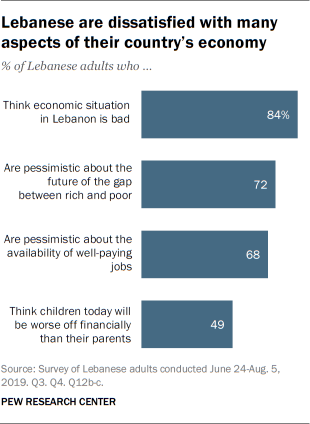 Lebanese are dissatisfied with many
aspects of their country's economy
% of Lebanese adults who ...
Think economic situation
in Lebanon is bad
84%
Are pessimistic about the
future of the gap
between rich and poor
72
Are pessimistic about the
availability of well-paying
jobs
68
Think children today will
be worse off financially
than their parents
49
Source: Survey of Lebanese adults conducted June 24-Aug. 5,
2019. Q3. Q4. Q12b-c.
PEW RESEARCH CENTER